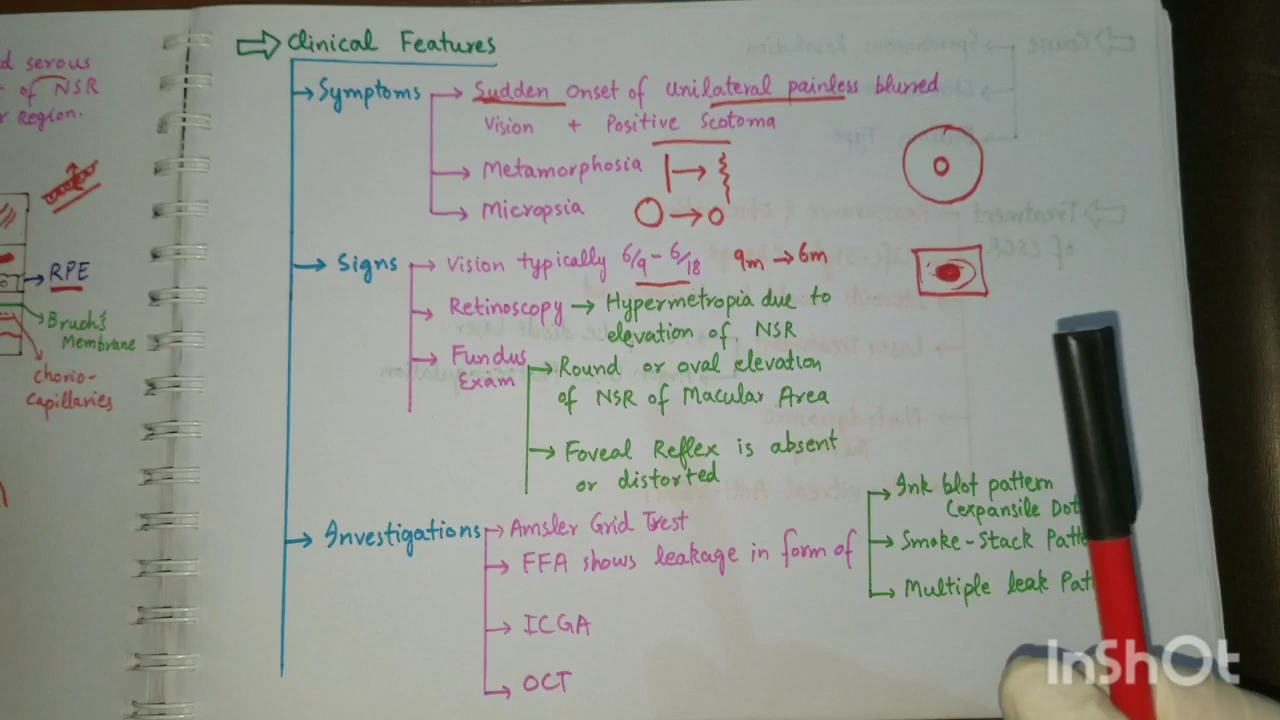 d serous
t of NSR
r Region.
RPE
Bruch's
Membrane
chorio-
capillaries
Clinical Features
Symptoms
Sudden Onset of Unilateral painless blurred
Vision + Positive Scotoma
Metamorphosia
Micropsia
Signs
Vision typically 6/9 - 6/18 9m → 6m
Retinoscopy → Hypermetropia due to
elevation of NSR
Fundus
Exam
Round or oval elevation
of NSR of Macular Area
Foveal Reflex is absent
or distorted
Investigations
Amsler Grid Trest
FFA shows leakage in form of
Ink blot pattern
(expansile Dot
Smoke-Stack Patte
Multiple leak Pat
ICGA
OCT
InShOt